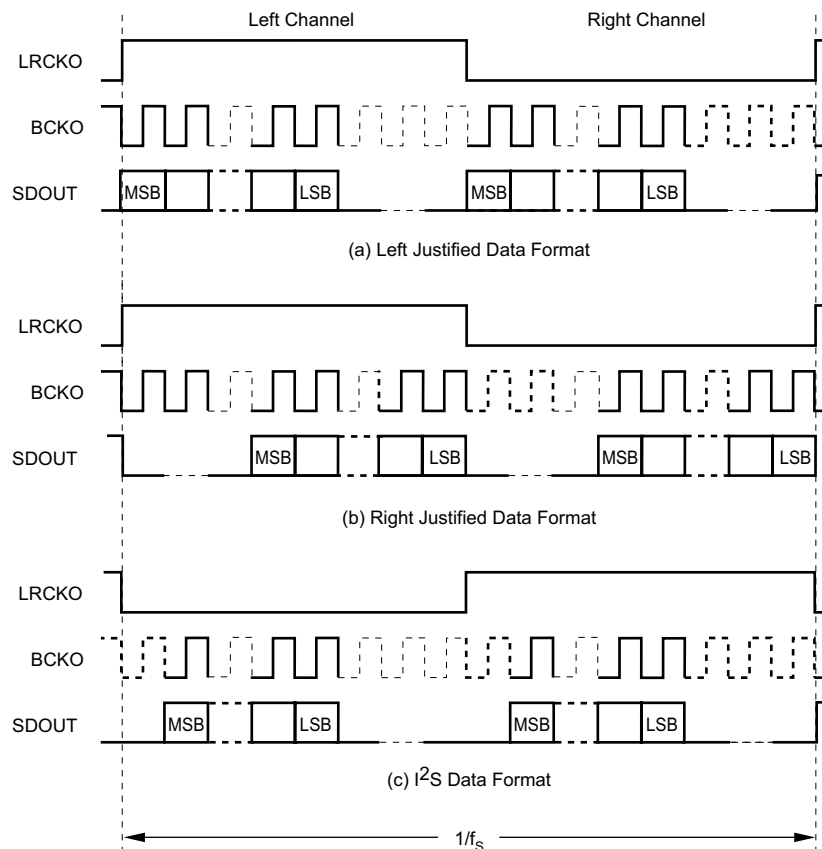 Left Channel Right Channel
LRCKO
BCKO
SDOUT MSB LSB MSB LSB
(a) Left Justified Data Format
LRCKO
BCKO
SDOUT MSB LSB MSB LSB
(b) Right Justified Data Format
LRCKO
BCKO
SDOUT MSB LSB MSB LSB
(c) I²S Data Format
1/fₛ